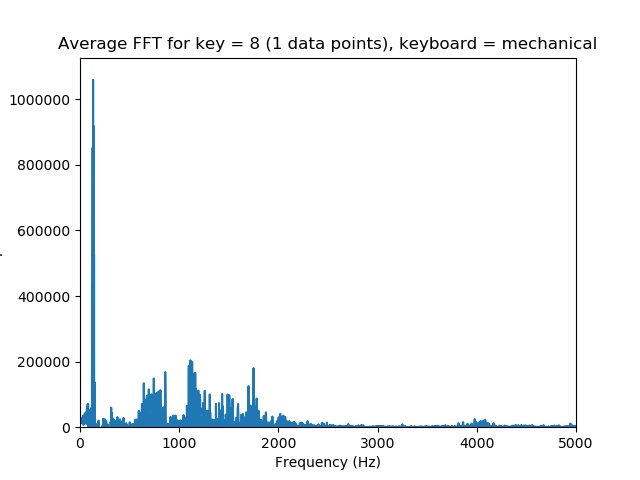 Average FFT for key = 8 (1 data points), keyboard = mechanical
1000000
800000
600000
400000
200000
0
0 1000 2000 3000 4000 5000
Frequency (Hz)